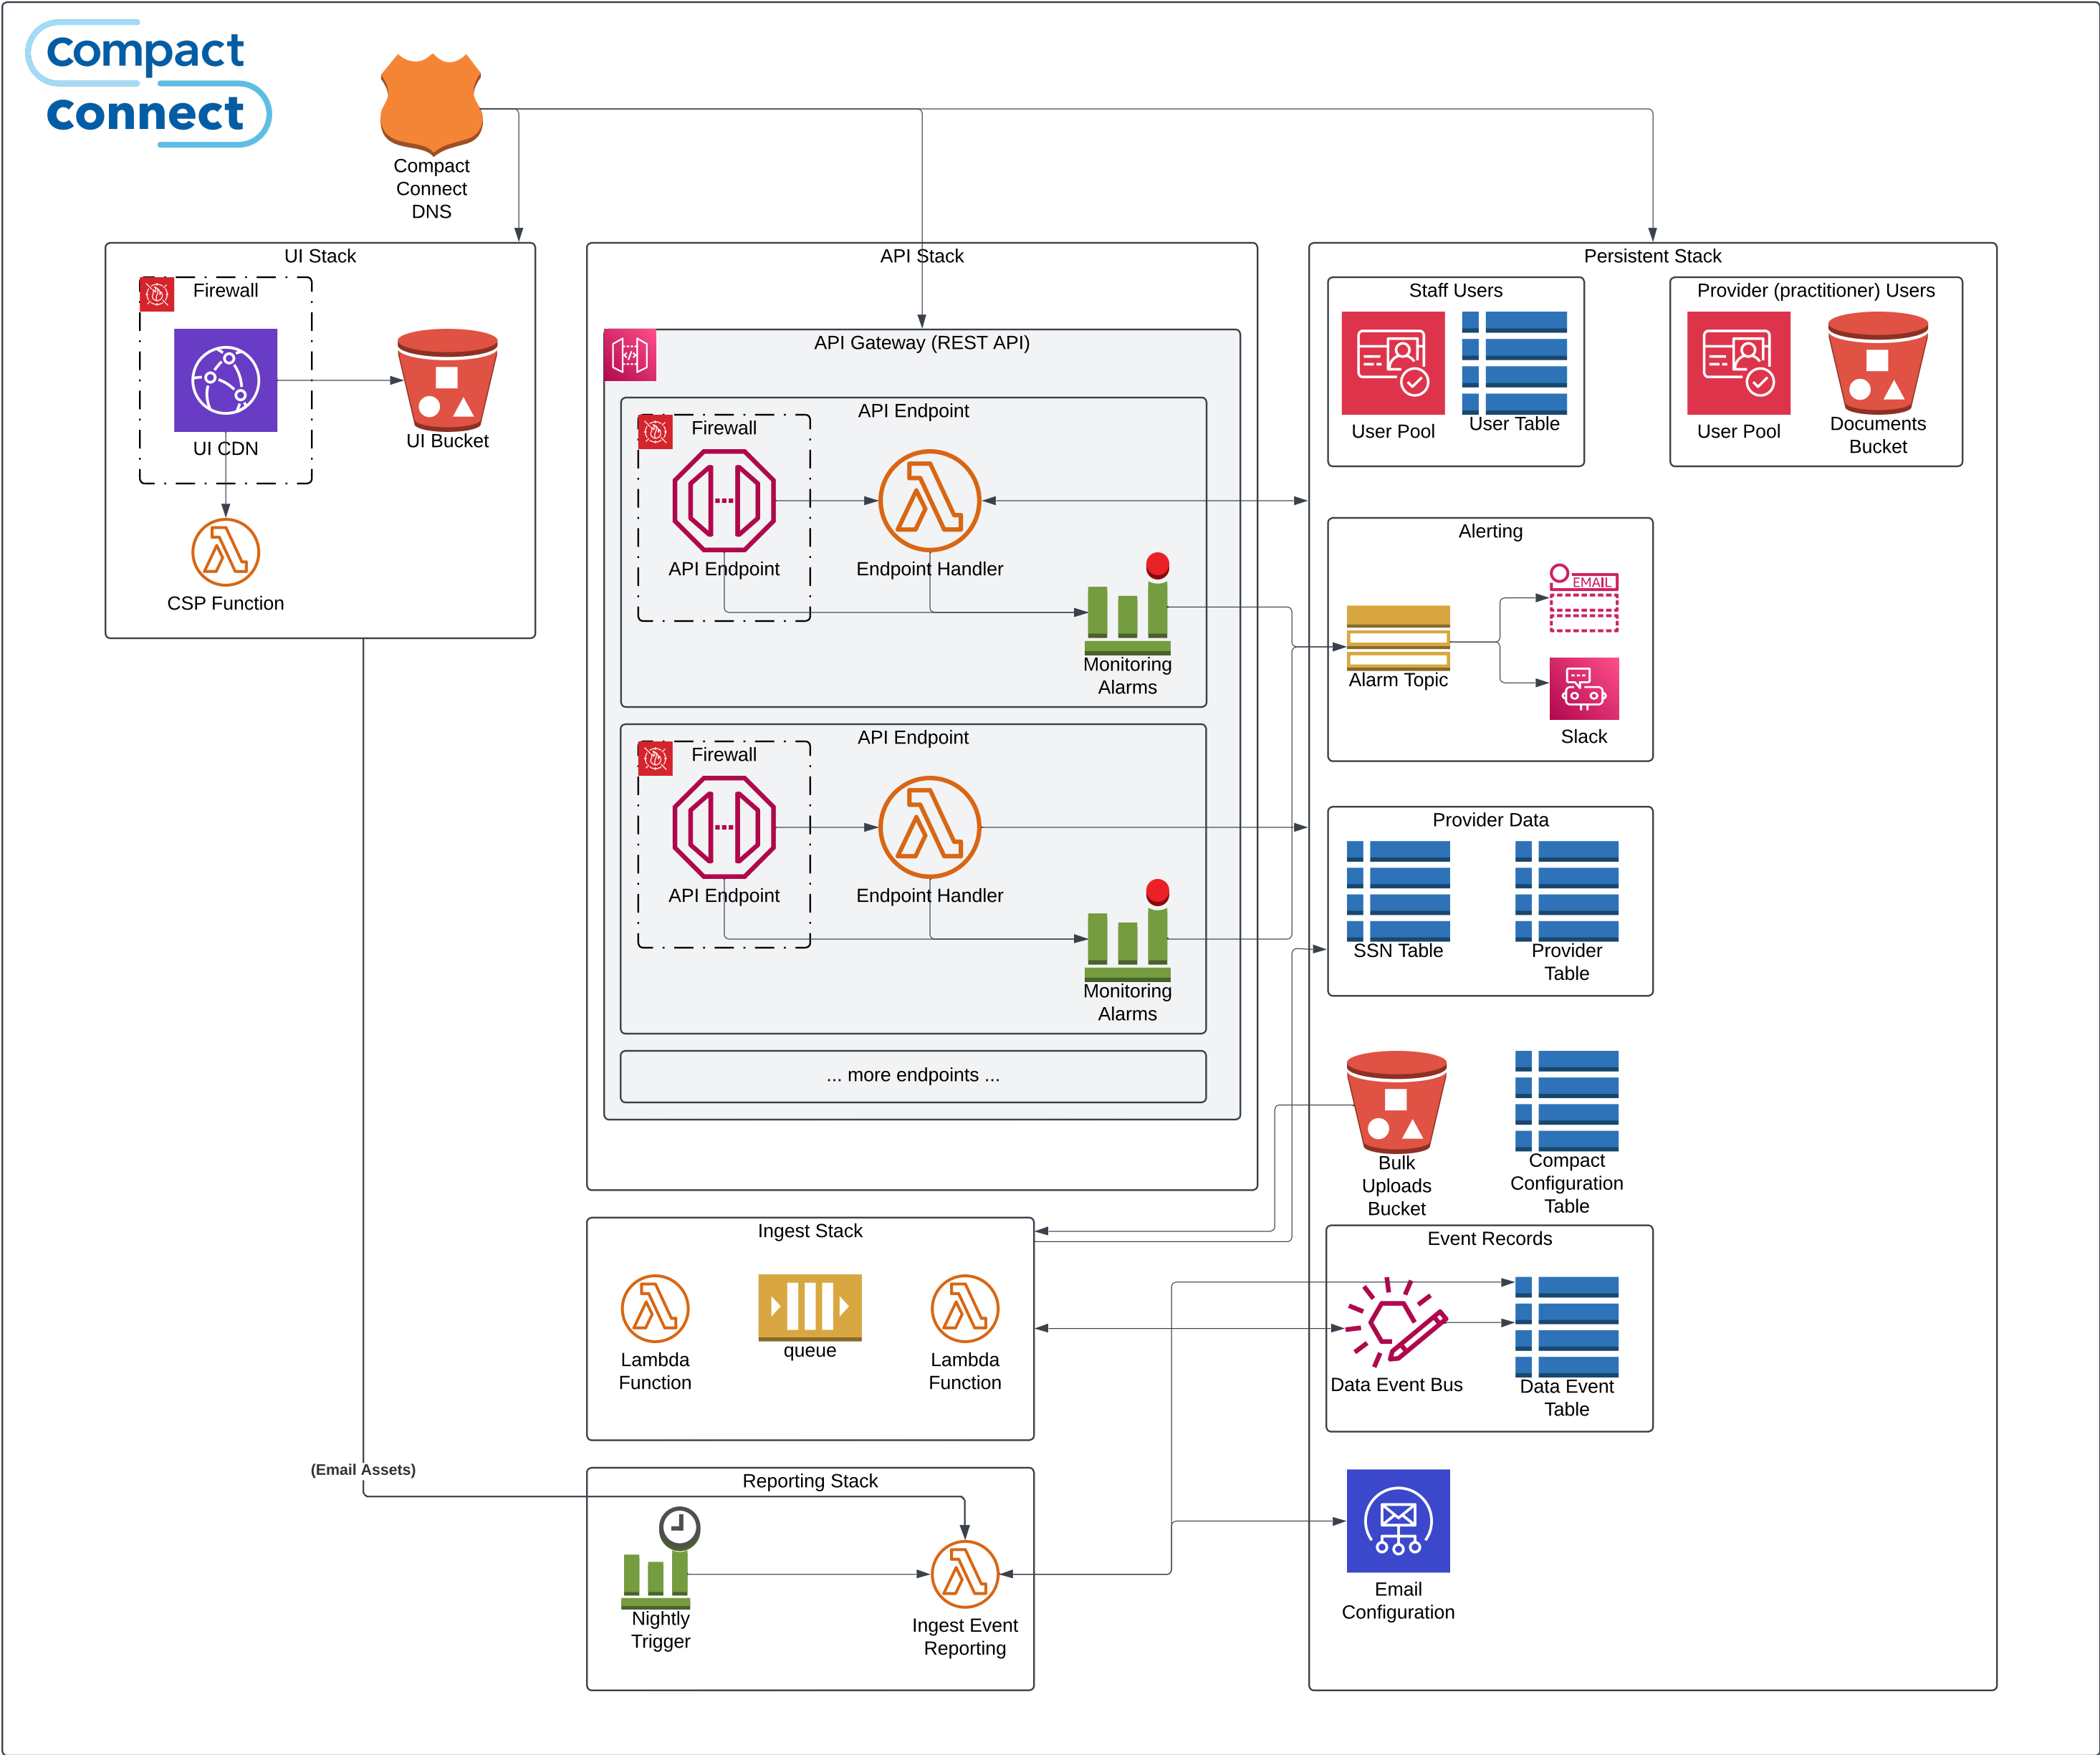 Compact
connect
Compact
Connect
DNS
UI Stack
Firewall
UI CDN
UI Bucket
CSP Function
API Stack
API Gateway (REST API)
API Endpoint
Firewall
API Endpoint
Endpoint Handler
Monitoring
Alarms
API Endpoint
Firewall
API Endpoint
Endpoint Handler
Monitoring
Alarms
... more endpoints ...
Persistent Stack
Staff Users
User Pool
User Table
Provider (practitioner) Users
User Pool
Documents
Bucket
Alerting
Alarm Topic
EMAIL
Slack
Provider Data
SSN Table
Provider
Table
Bulk
Uploads
Bucket
Compact
Configuration
Table
Event Records
Data Event Bus
Data Event
Table
Email
Configuration
Ingest Stack
Lambda
Function
queue
Lambda
Function
(Email Assets)
Reporting Stack
Nightly
Trigger
Ingest Event
Reporting